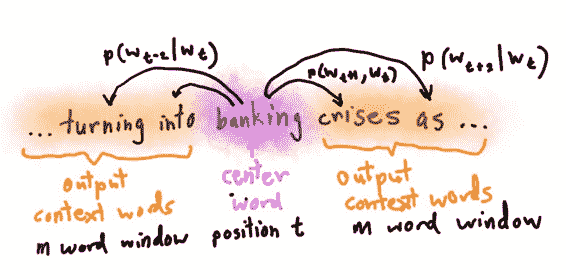 p(w_{t-2}|w_t)
p(w_{t+1},w_t)
p(w_{t+2}|w_t)
... turning into banking crises as ...
output
context words
m word window
center
word
position t
output
context words
m word window